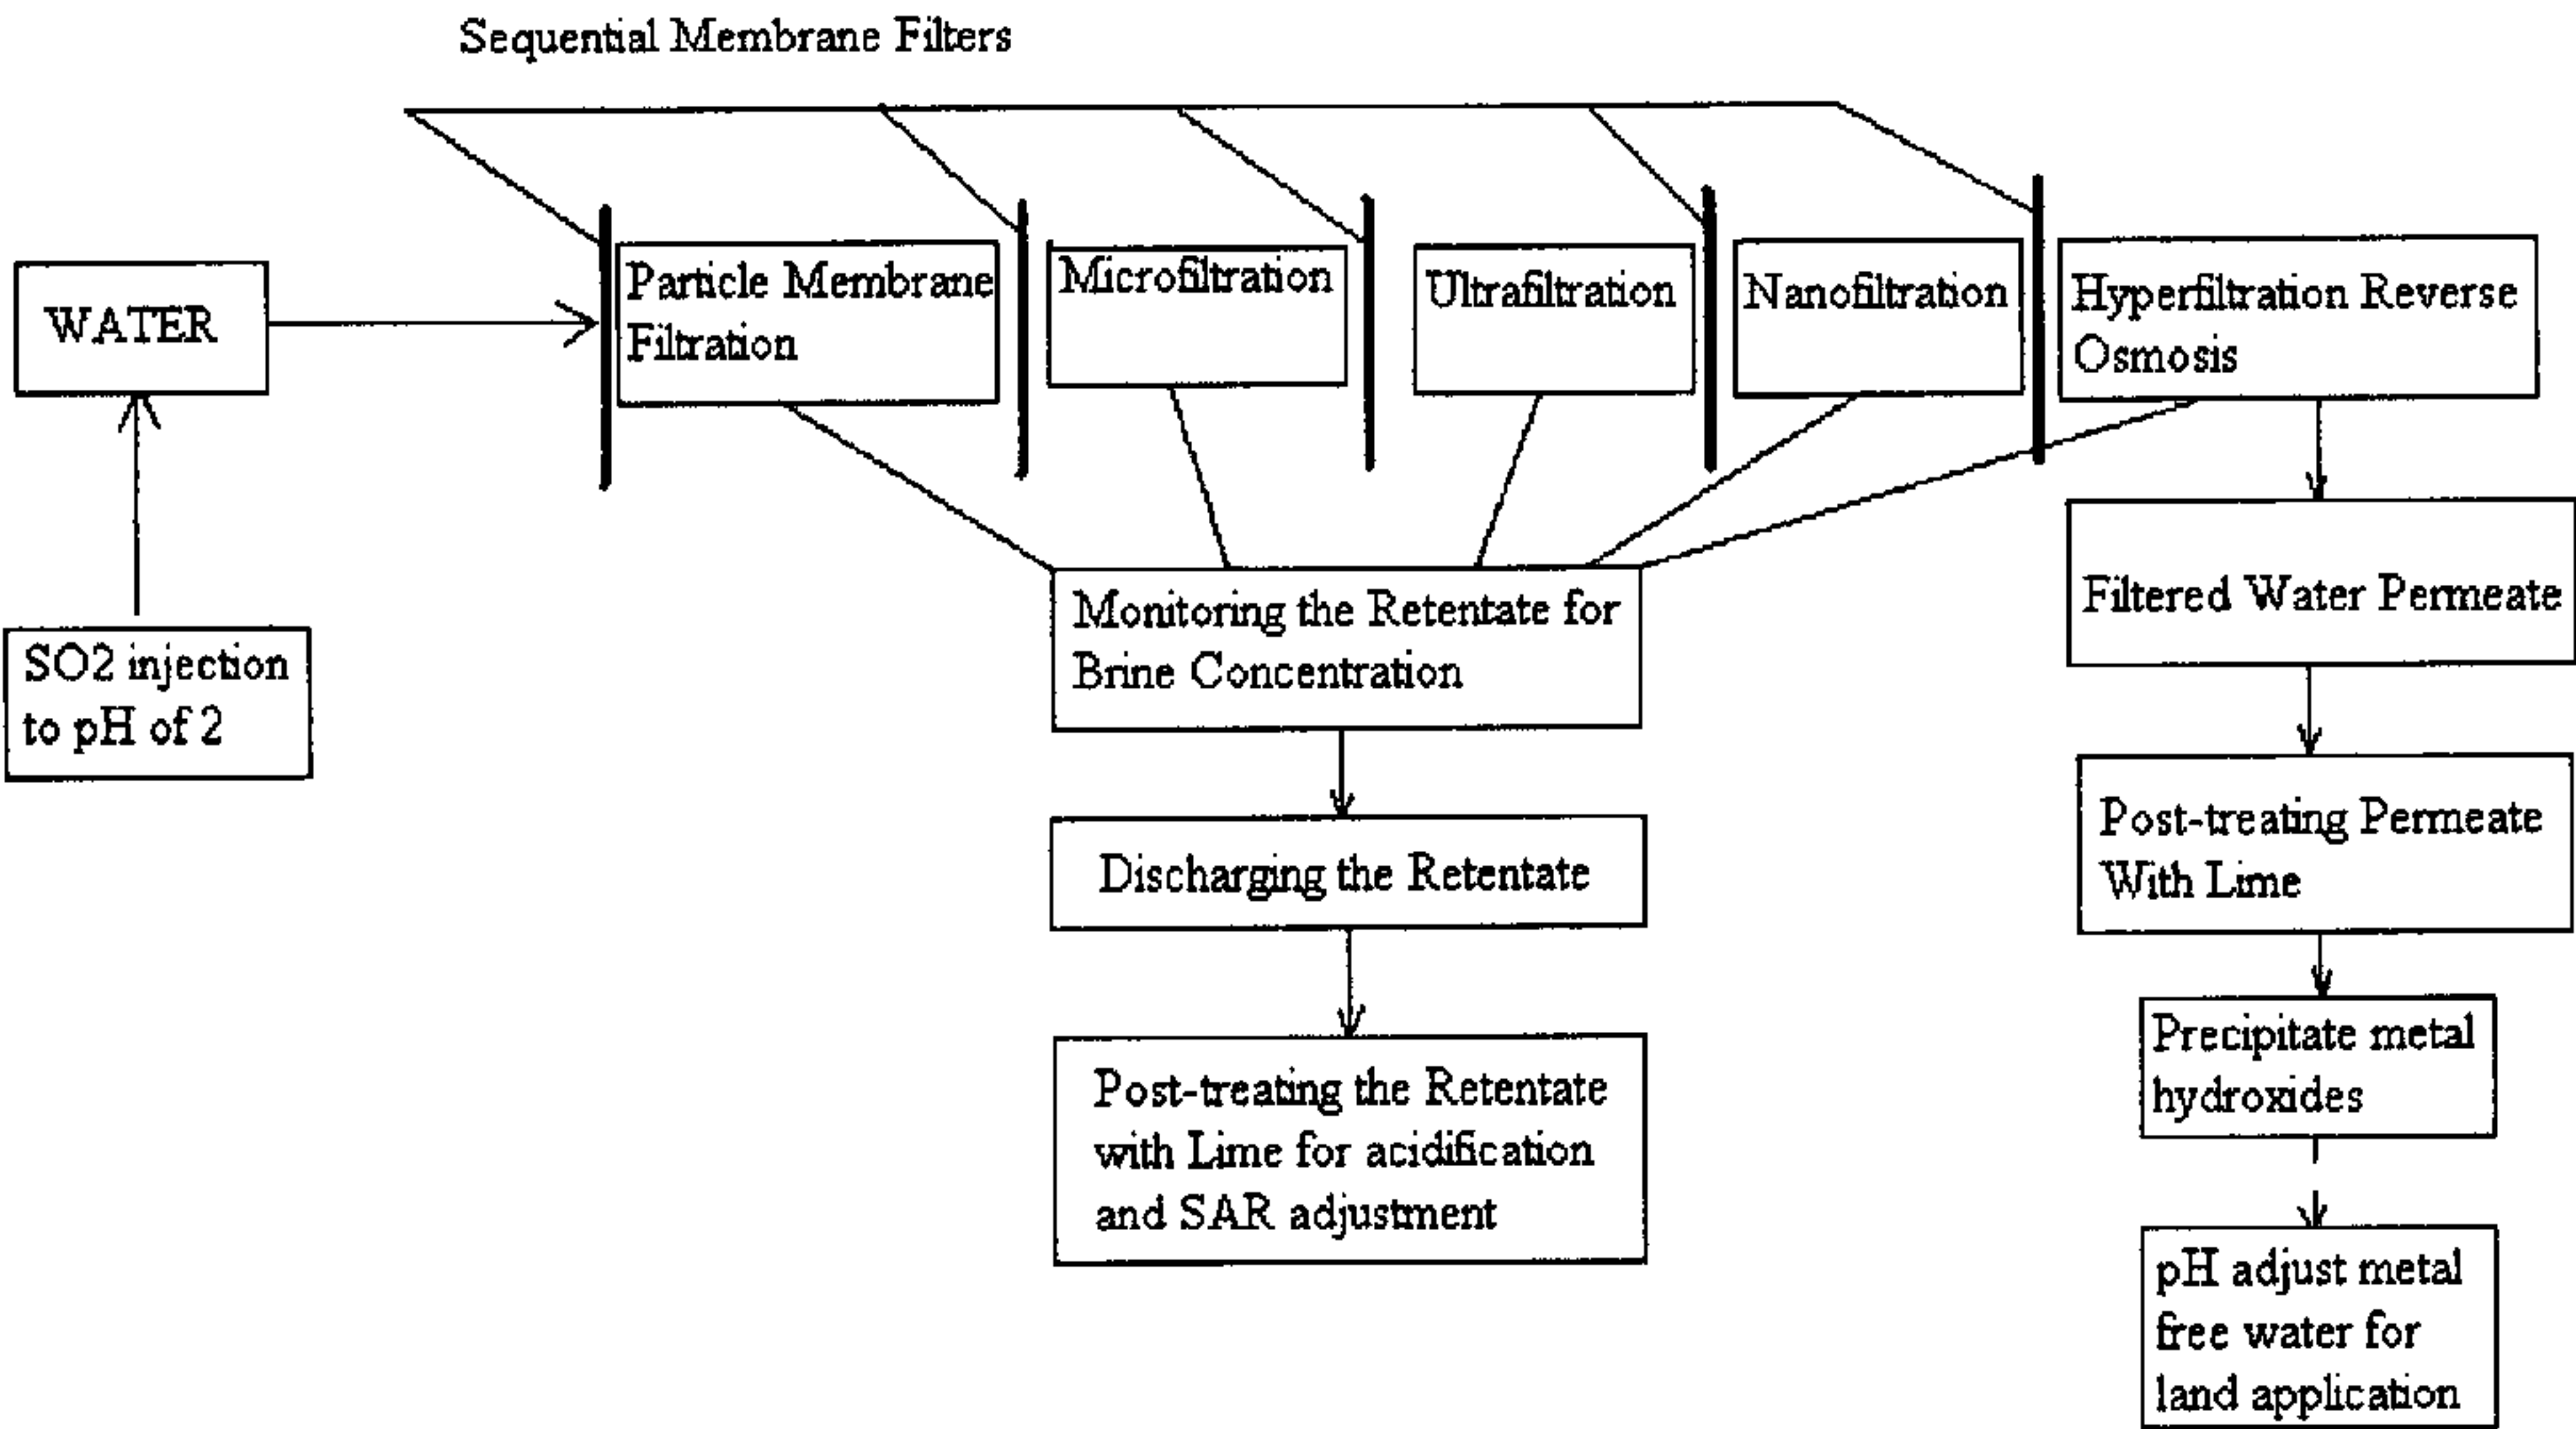 Sequential Membrane Filters
WATER
SO2 injection
to pH of 2
Particle Membrane
Filtration
Microfiltration
Ultrafiltration
Nanofiltration
Hyperfiltration Reverse
Osmosis
Monitoring the Retentate for
Brine Concentration
Discharging the Retentate
Post-treating the Retentate
with Lime for acidification
and SAR adjustment
Filtered Water Permeate
Post-treating Permeate
With Lime
Precipitate metal
hydroxides
pH adjust metal
free water for
land application